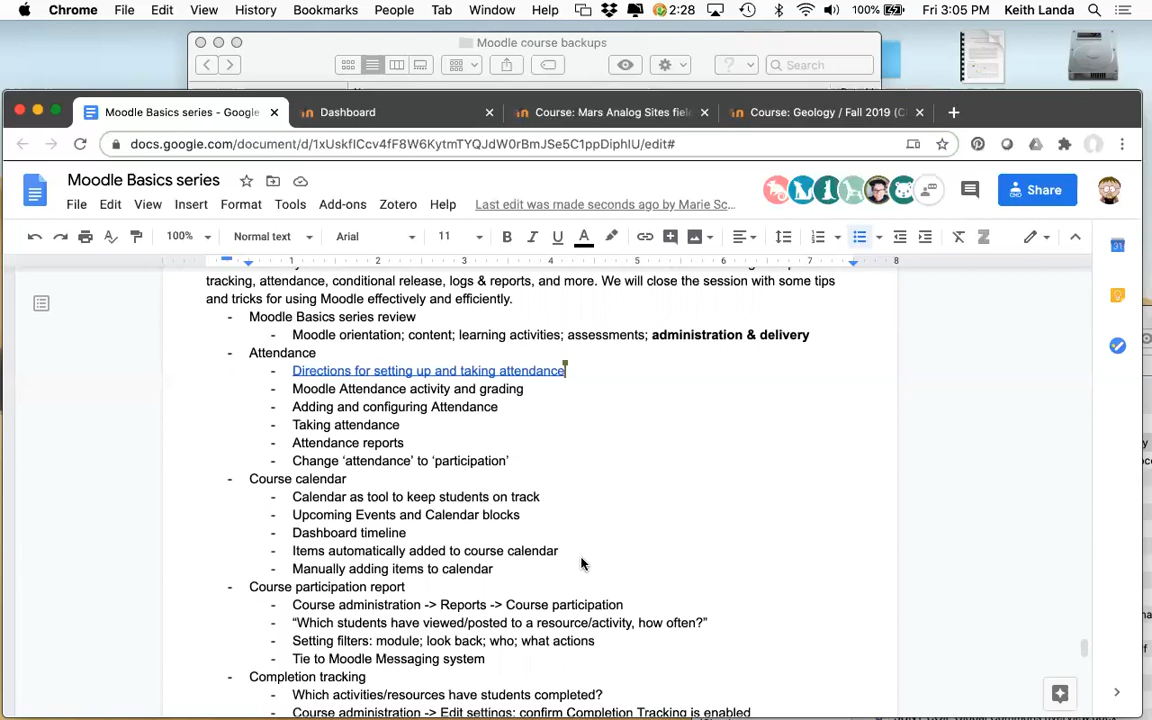 Chrome File Edit View History Bookmarks People Tab Window Help 2:28 100% Fri 3:05 PM Keith Landa
Moodle course backups
Search
Moodle Basics series - Google
Dashboard
Course: Mars Analog Sites fiel
Course: Geology / Fall 2019 (C
docs.google.com/document/d/1xUskfICcv4fF8W6KytmTYQJdW0rBmJSe5C1ppDiphIU/edit#
Moodle Basics series
Share
File Edit View Insert Format Tools Add-ons Zotero Help Last edit was made seconds ago by Marie Sc...
100% Normal text Arial 11
1 2 3 4 5 6 7 8
tracking, attendance, conditional release, logs & reports, and more. We will close the session with some tips
and tricks for using Moodle effectively and efficiently.
- Moodle Basics series review
- Moodle orientation; content; learning activities; assessments; administration & delivery
- Attendance
- Directions for setting up and taking attendance
- Moodle Attendance activity and grading
- Adding and configuring Attendance
- Taking attendance
- Attendance reports
- Change ‘attendance’ to ‘participation’
- Course calendar
- Calendar as tool to keep students on track
- Upcoming Events and Calendar blocks
- Dashboard timeline
- Items automatically added to course calendar
- Manually adding items to calendar
- Course participation report
- Course administration -> Reports -> Course participation
- “Which students have viewed/posted to a resource/activity, how often?”
- Setting filters: module; look back; who; what actions
- Tie to Moodle Messaging system
- Completion tracking
- Which activities/resources have students completed?
- Course administration -> Edit settings: confirm Completion Tracking is enabled